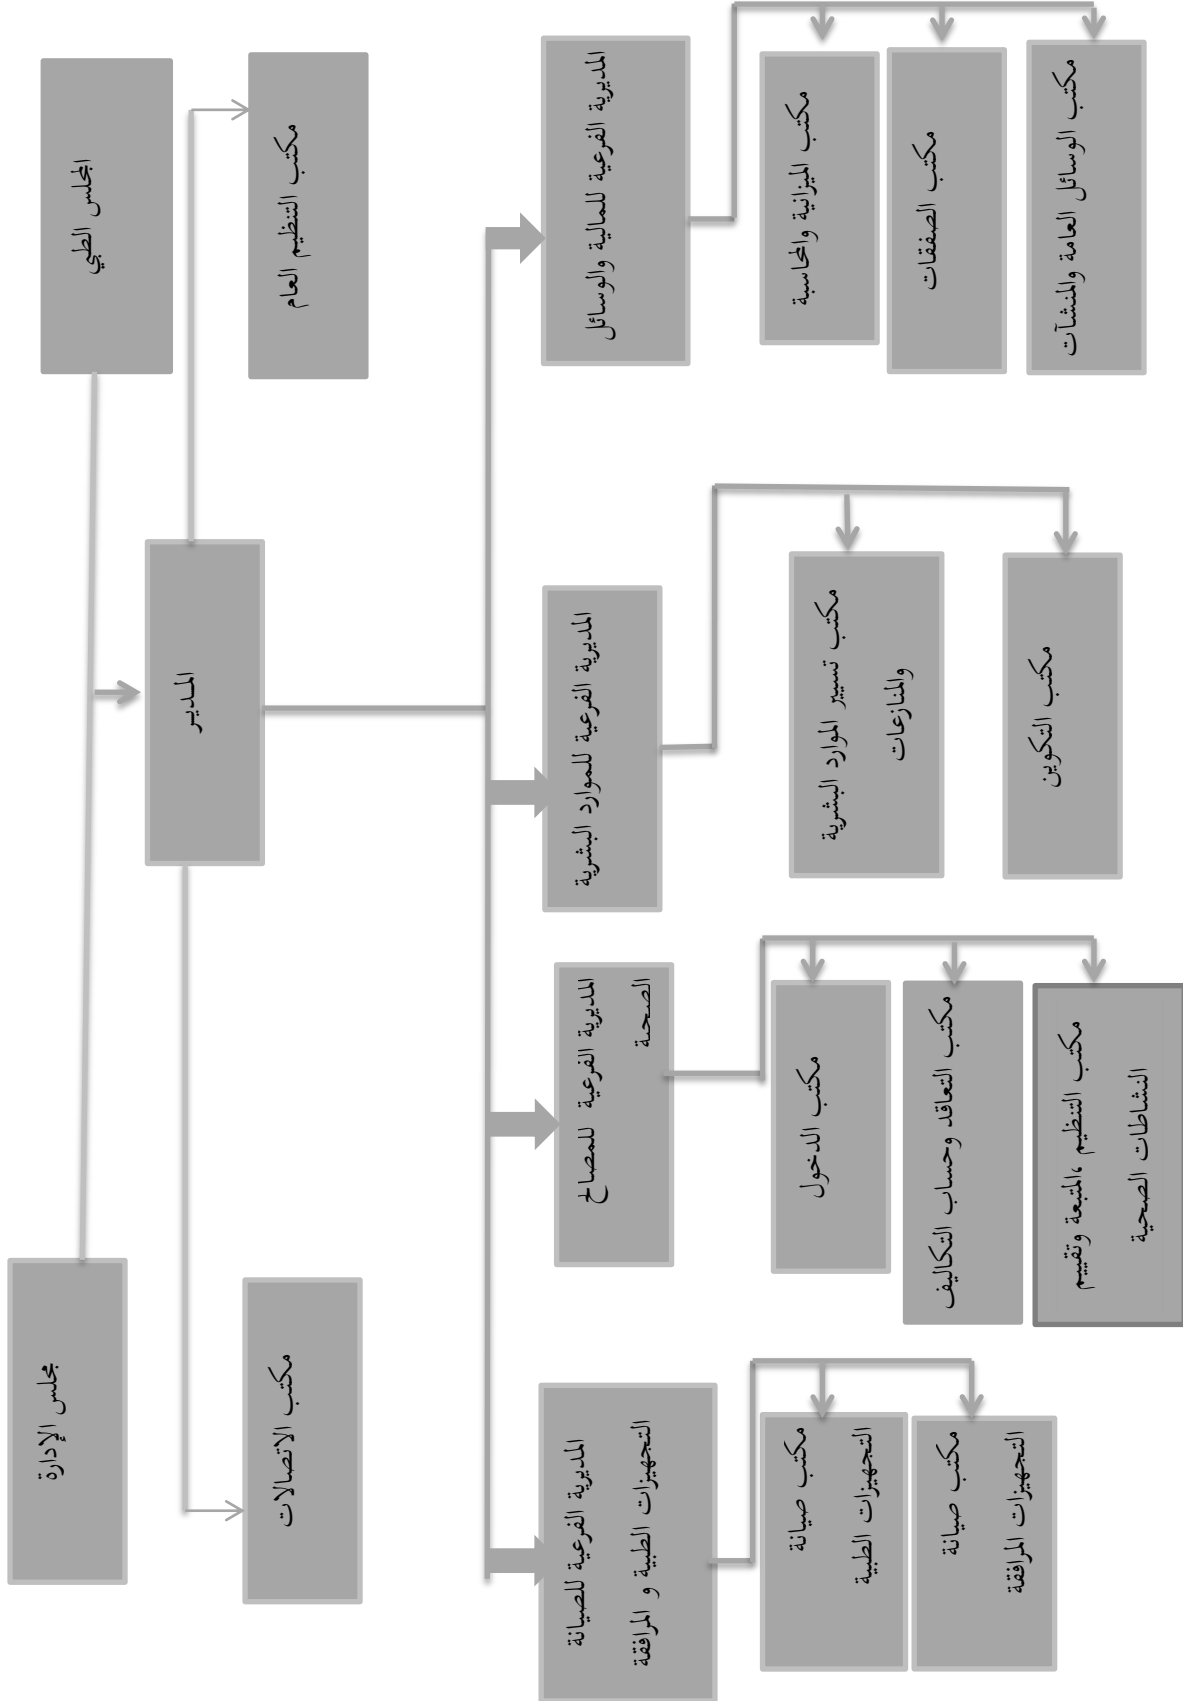 المجلس الطبي
مجلس الإدارة
المدير
مكتب التنظيم العام
مكتب الاتصالات
المديرية الفرعية للمالية والوسائل
مكتب الميزانية والمحاسبة
مكتب الصفقات
مكتب الوسائل العامة والمنشآت
المديرية الفرعية للموارد البشرية
مكتب تسيير الموارد البشرية
والمنازعات
مكتب التكوين
المديرية الفرعية للمصالح
الصحية
مكتب الدخول
مكتب التعاقد وحساب التكاليف
مكتب التنظيم ،المتبعة وتقييم
النشاطات الصحية
المديرية الفرعية للصيانة
التجهيزات الطبية و المرافقة
مكتب صيانة
التجهيزات الطبية
مكتب صيانة
التجهيزات المرافقة